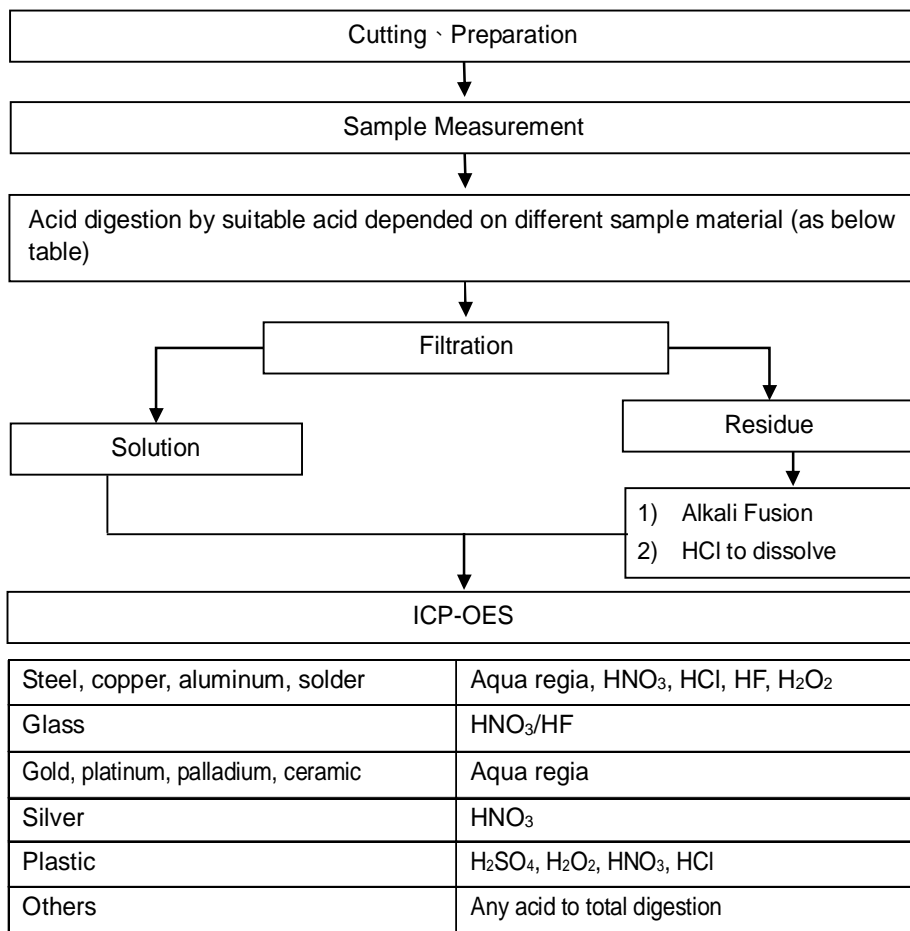 Cutting、Preparation
Sample Measurement
Acid digestion by suitable acid depended on different sample material (as below
table)
Filtration
Solution
Residue
1) Alkali Fusion
2) HCl to dissolve
ICP-OES
Steel, copper, aluminum, solder
Aqua regia, HNO₃, HCl, HF, H₂O₂
Glass
HNO₃/HF
Gold, platinum, palladium, ceramic
Aqua regia
Silver
HNO₃
Plastic
H₂SO₄, H₂O₂, HNO₃, HCl
Others
Any acid to total digestion